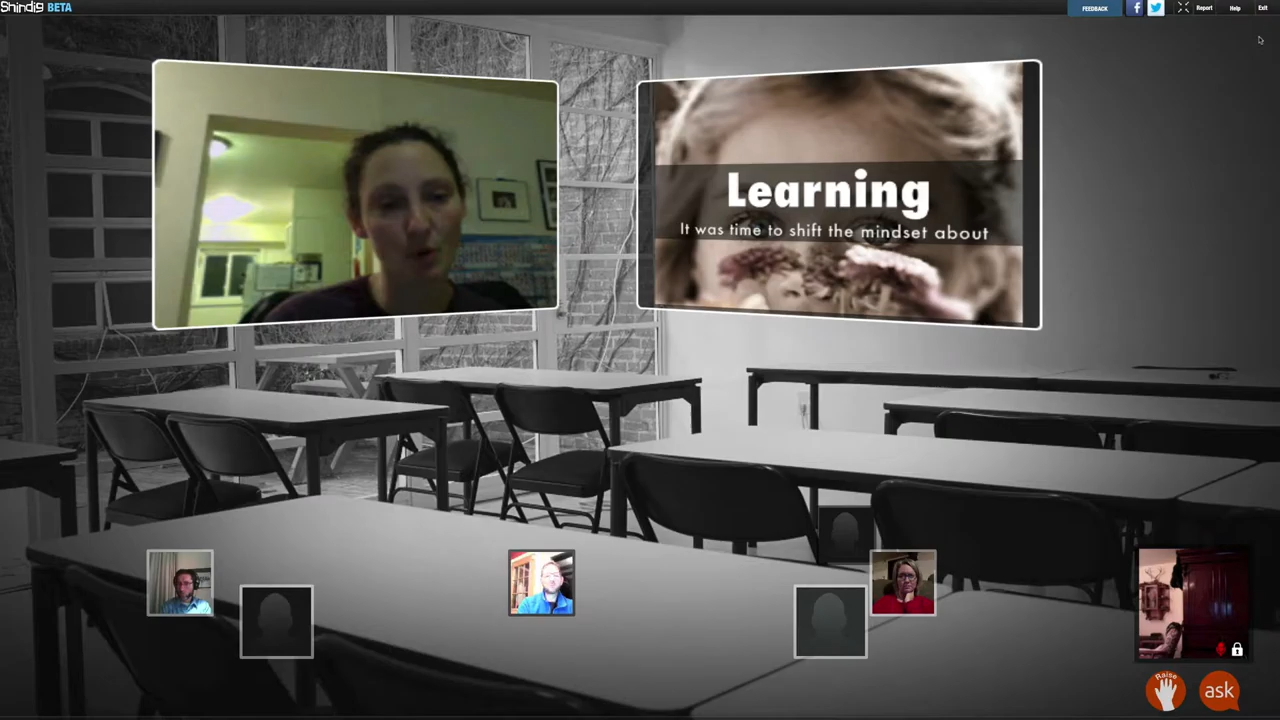 Shindig BETA
FEEDBACK
Report
Help
Exit
Learning
It was time to shift the mindset about
Raise
ask